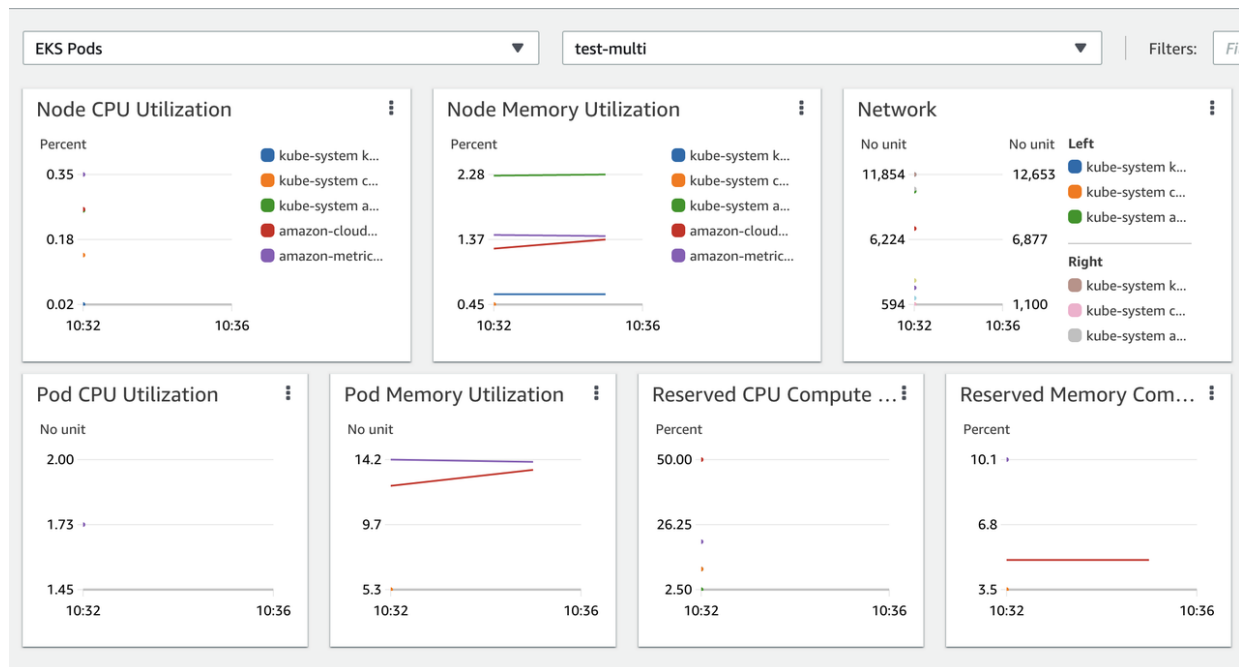 EKS Pods
test-multi
Filters:
Node CPU Utilization
Percent
0.35
0.18
0.02
10:32
10:36
kube-system k...
kube-system c...
kube-system a...
amazon-cloud...
amazon-metric...
Node Memory Utilization
Percent
2.28
1.37
0.45
10:32
10:36
kube-system k...
kube-system c...
kube-system a...
amazon-cloud...
amazon-metric...
Network
No unit
No unit
11,854
12,653
6,224
6,877
594
1,100
10:32
10:36
Left
kube-system k...
kube-system c...
kube-system a...
Right
kube-system k...
kube-system c...
kube-system a...
Pod CPU Utilization
No unit
2.00
1.73
1.45
10:32
10:36
Pod Memory Utilization
No unit
14.2
9.7
5.3
10:32
10:36
Reserved CPU Compute ...
Percent
50.00
26.25
2.50
10:32
10:36
Reserved Memory Com...
Percent
10.1
6.8
3.5
10:32
10:36